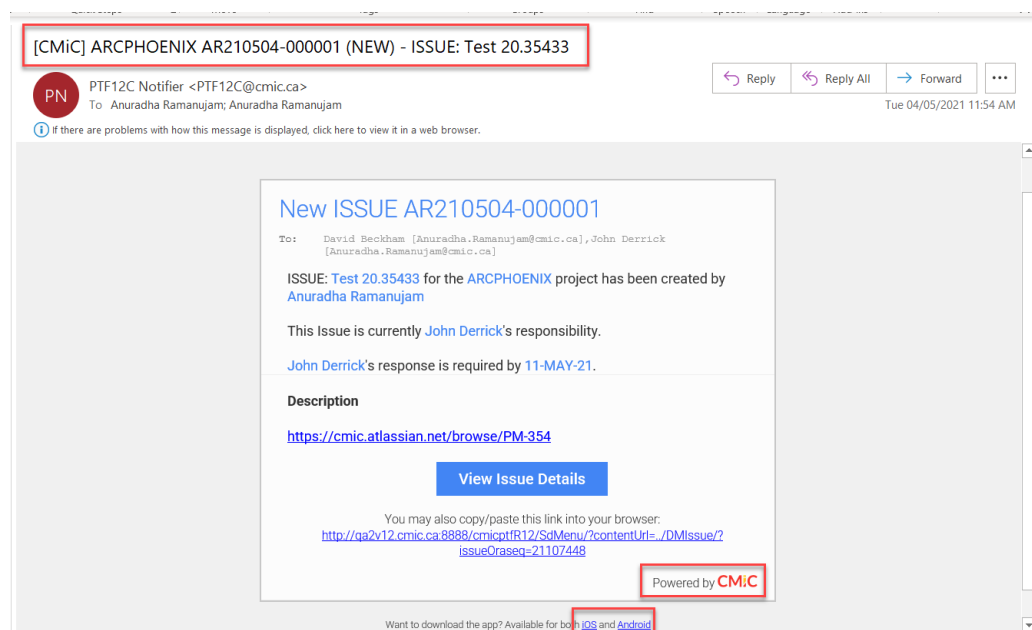 [CMiC] ARCPHOENIX AR210504-000001 (NEW) - ISSUE: Test 20.35433
Reply
Reply All
Forward
PN
PTF12C Notifier <PTF12C@cmic.ca>
To Anuradha Ramanujam; Anuradha Ramanujam
Tue 04/05/2021 11:54 AM
If there are problems with how this message is displayed, click here to view it in a web browser.
New ISSUE AR210504-000001
To: David Beckham [Anuradha.Ramanujam@cmic.ca],John Derrick
[Anuradha.Ramanujam@cmic.ca]
ISSUE: Test 20.35433 for the ARCPHOENIX project has been created by
Anuradha Ramanujam
This Issue is currently John Derrick's responsibility.
John Derrick's response is required by 11-MAY-21.
Description
https://cmic.atlassian.net/browse/PM-354
View Issue Details
You may also copy/paste this link into your browser:
http://qa2v12.cmic.ca:8888/cmicptfR12/SdMenu/?contentUrl=../DMIssue/?
issueOraseq=21107448
Powered by CMiC
Want to download the app? Available for both iOS and Android